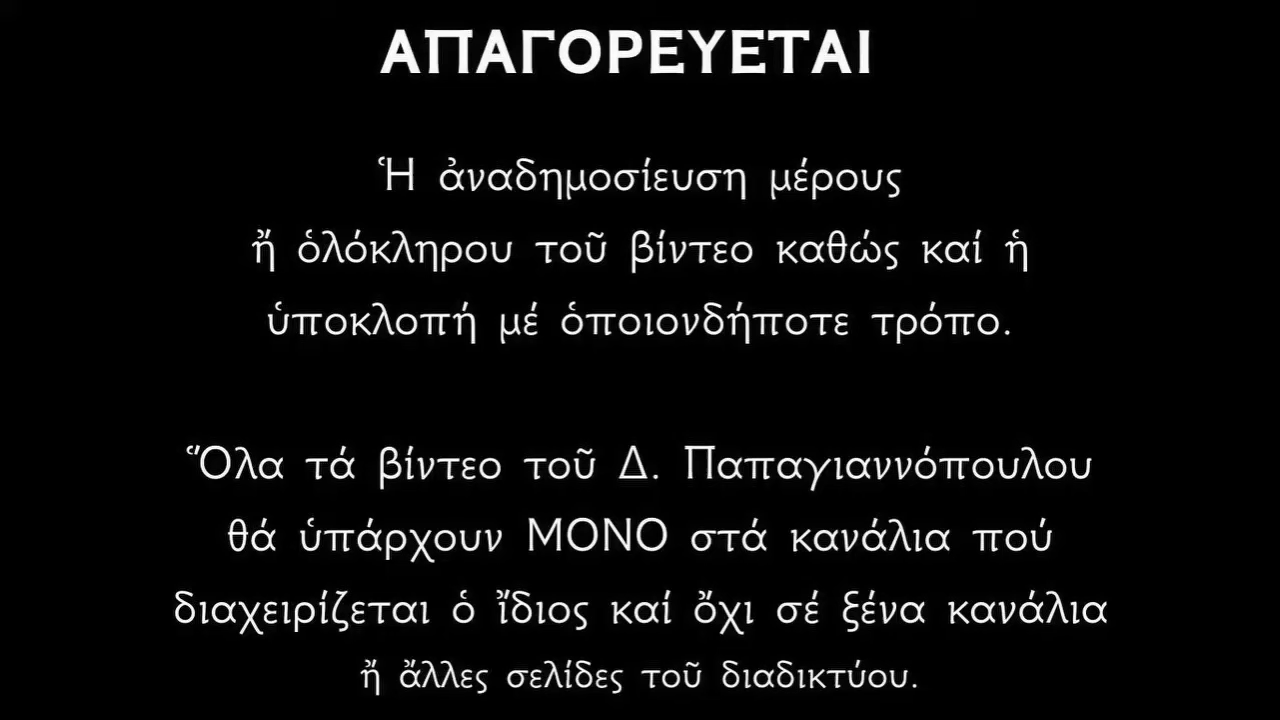 ΑΠΑΓΟΡΕΥΕΤΑΙ
Ἡ ἀναδημοσίευση μέρους
ἤ ὁλόκληρου τοῦ βίντεο καθώς καί ἡ
ὑποκλοπή μέ ὁποιονδήποτε τρόπο.
Ὅλα τά βίντεο τοῦ Δ. Παπαγιαννόπουλου
θά ὑπάρχουν ΜΟΝΟ στά κανάλια πού
διαχειρίζεται ὁ ἴδιος καί ὄχι σέ ξένα κανάλια
ἤ ἄλλες σελίδες τοῦ διαδικτύου.